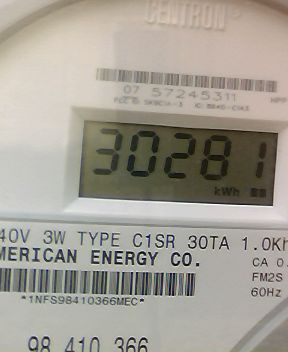 CENTRON®
07 57245311
30281
kWh
40V 3W TYPE C1SR 30TA 1.0Kh
MERICAN ENERGY CO.
CA 0.
FM2S
60Hz
*1NFS98410366MEC*
98 410 366